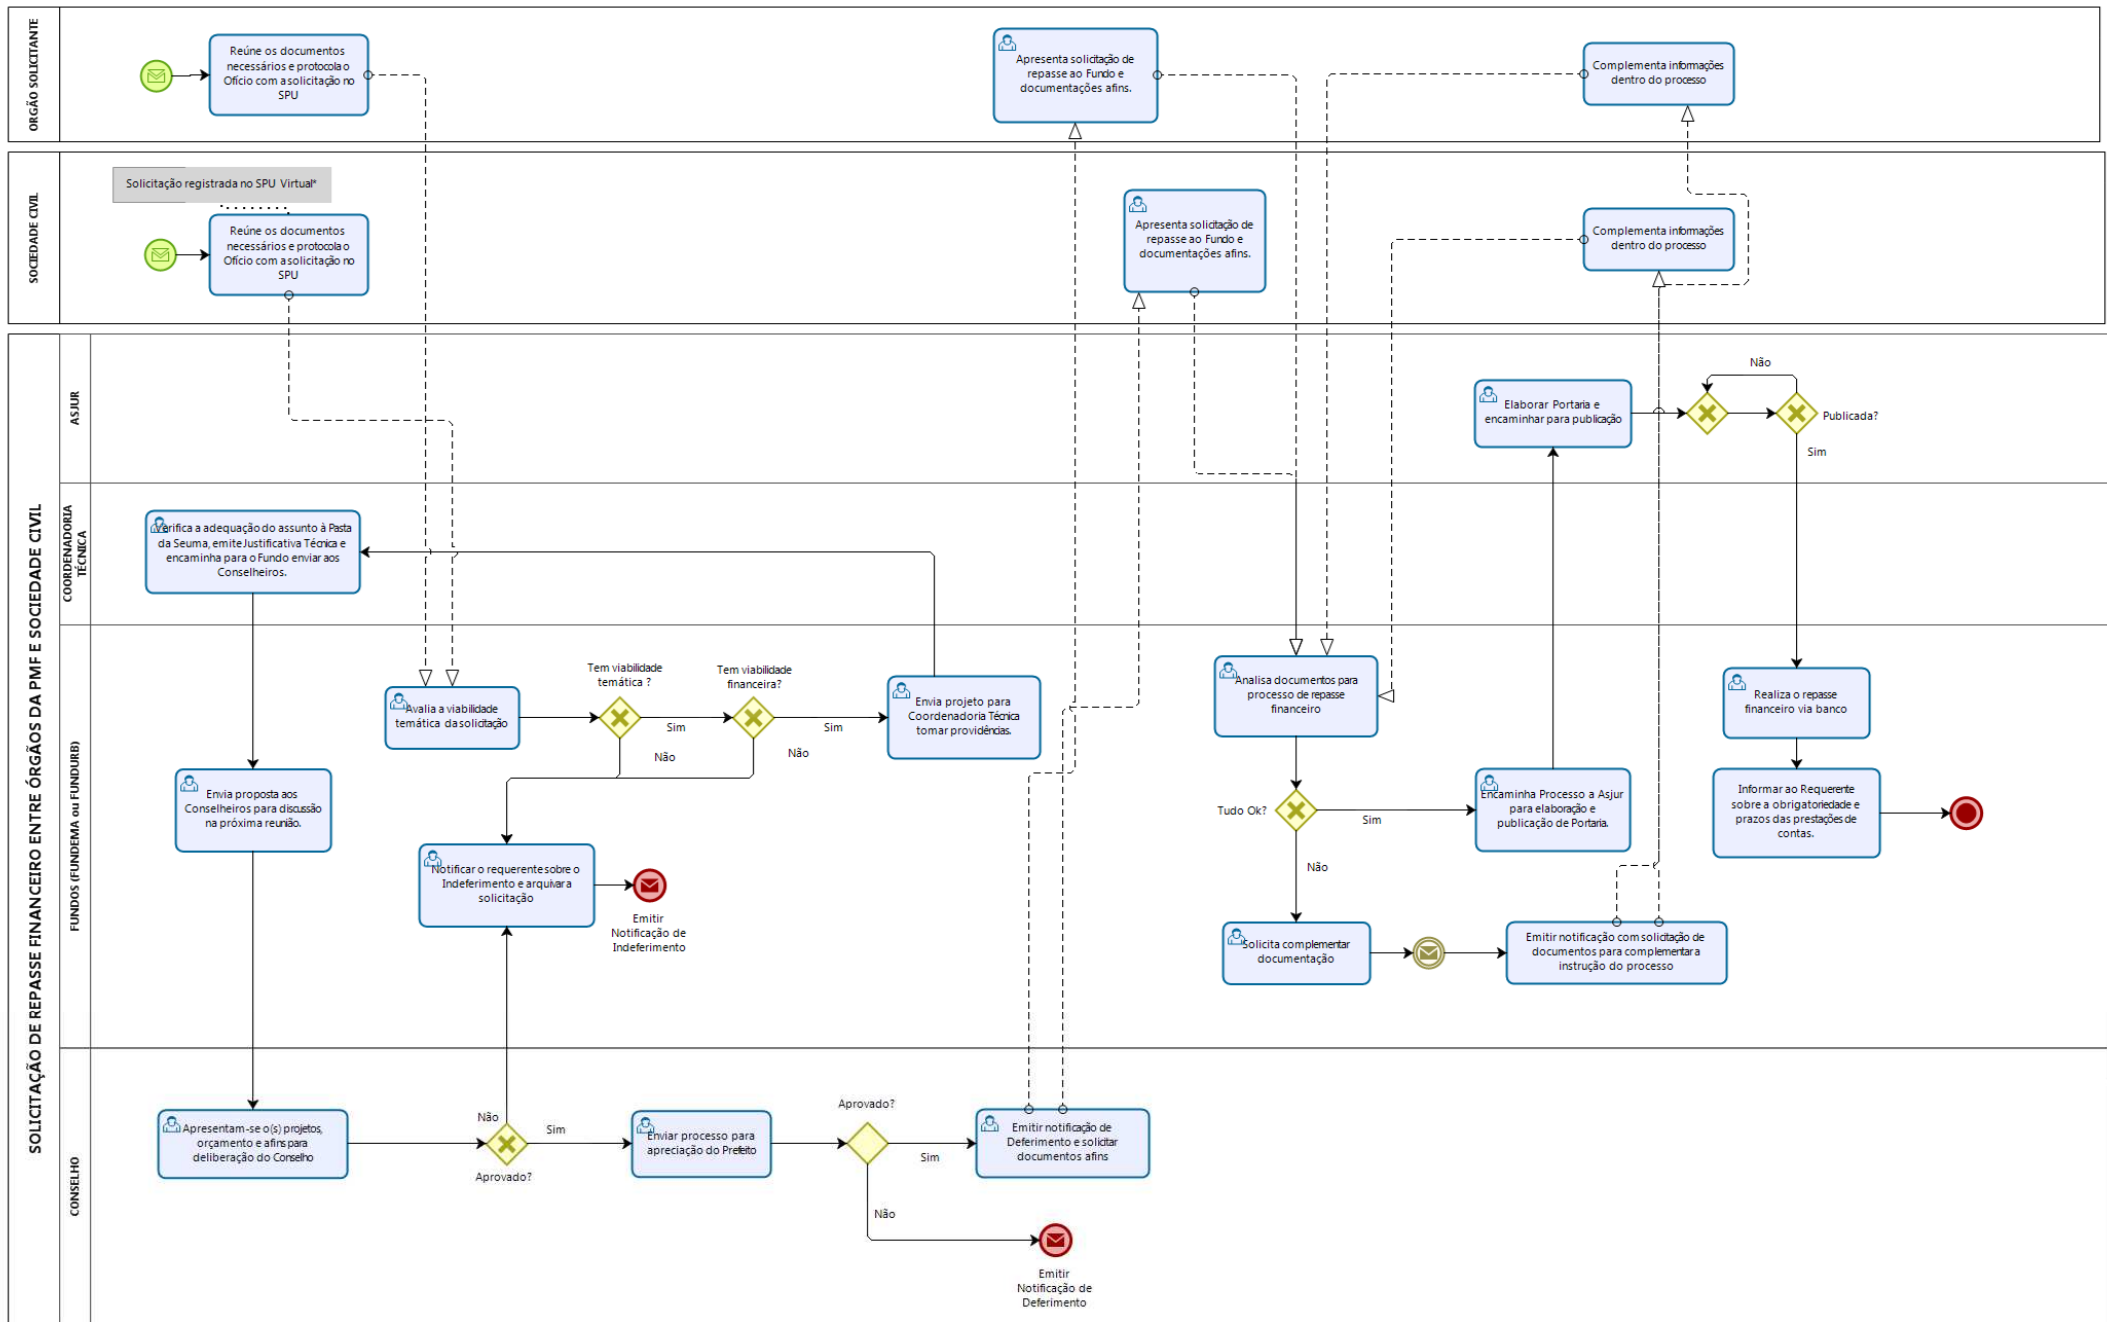 ORGÃO SOLICITANTE
Reúne os documentos
necessários e protocola o
Ofício com a solicitação no
SPU
Apresenta solicitação de
repasse ao Fundo e
documentações afins.
Complementa informações
dentro do processo
SOCIEDADE CIVIL
Solicitação registrada no SPU Virtual*
Reúne os documentos
necessários e protocola o
Ofício com a solicitação no
SPU
Apresenta solicitação de
repasse ao Fundo e
documentações afins.
Complementa informações
dentro do processo
SOLICITAÇÃO DE REPASSE FINANCEIRO ENTRE ÓRGÃOS DA PMF E SOCIEDADE CIVIL
ASJUR
Elaborar Portaria e
encaminhar para publicação
Não
Publicada?
Sim
COORDENADORIA
TÉCNICA
Verifica a adequação do assunto à Pasta
da Seuma, emite Justificativa Técnica e
encaminha para o Fundo enviar aos
Conselheiros.
FUNDOS (FUNDEMA ou FUNDURB)
Avalia a viabilidade
temática da solicitação
Tem viabilidade
temática ?
Sim
Não
Tem viabilidade
financeira?
Sim
Não
Envia projeto para
Coordenadoria Técnica
tomar providências.
Envia proposta aos
Conselheiros para discussão
na próxima reunião.
Notificar o requerente sobre o
Indeferimento e arquivar a
solicitação
Emitir
Notificação de
Indeferimento
Analisa documentos para
processo de repasse
financeiro
Tudo Ok?
Sim
Não
Encaminha Processo a Asjur
para elaboração e
publicação de Portaria.
Solicita complementar
documentação
Emitir notificação com solicitação de
documentos para complementar a
instrução do processo
Realiza o repasse
financeiro via banco
Informar ao Requerente
sobre a obrigatoriedade e
prazos das prestações de
contas.
CONSELHO
Apresentam-se o(s) projetos,
orçamento e afins para
deliberação do Conselho
Não
Sim
Aprovado?
Enviar processo para
apreciação do Prefeito
Aprovado?
Sim
Não
Emitir notificação de
Deferimento e solicitar
documentos afins
Emitir
Notificação de
Deferimento